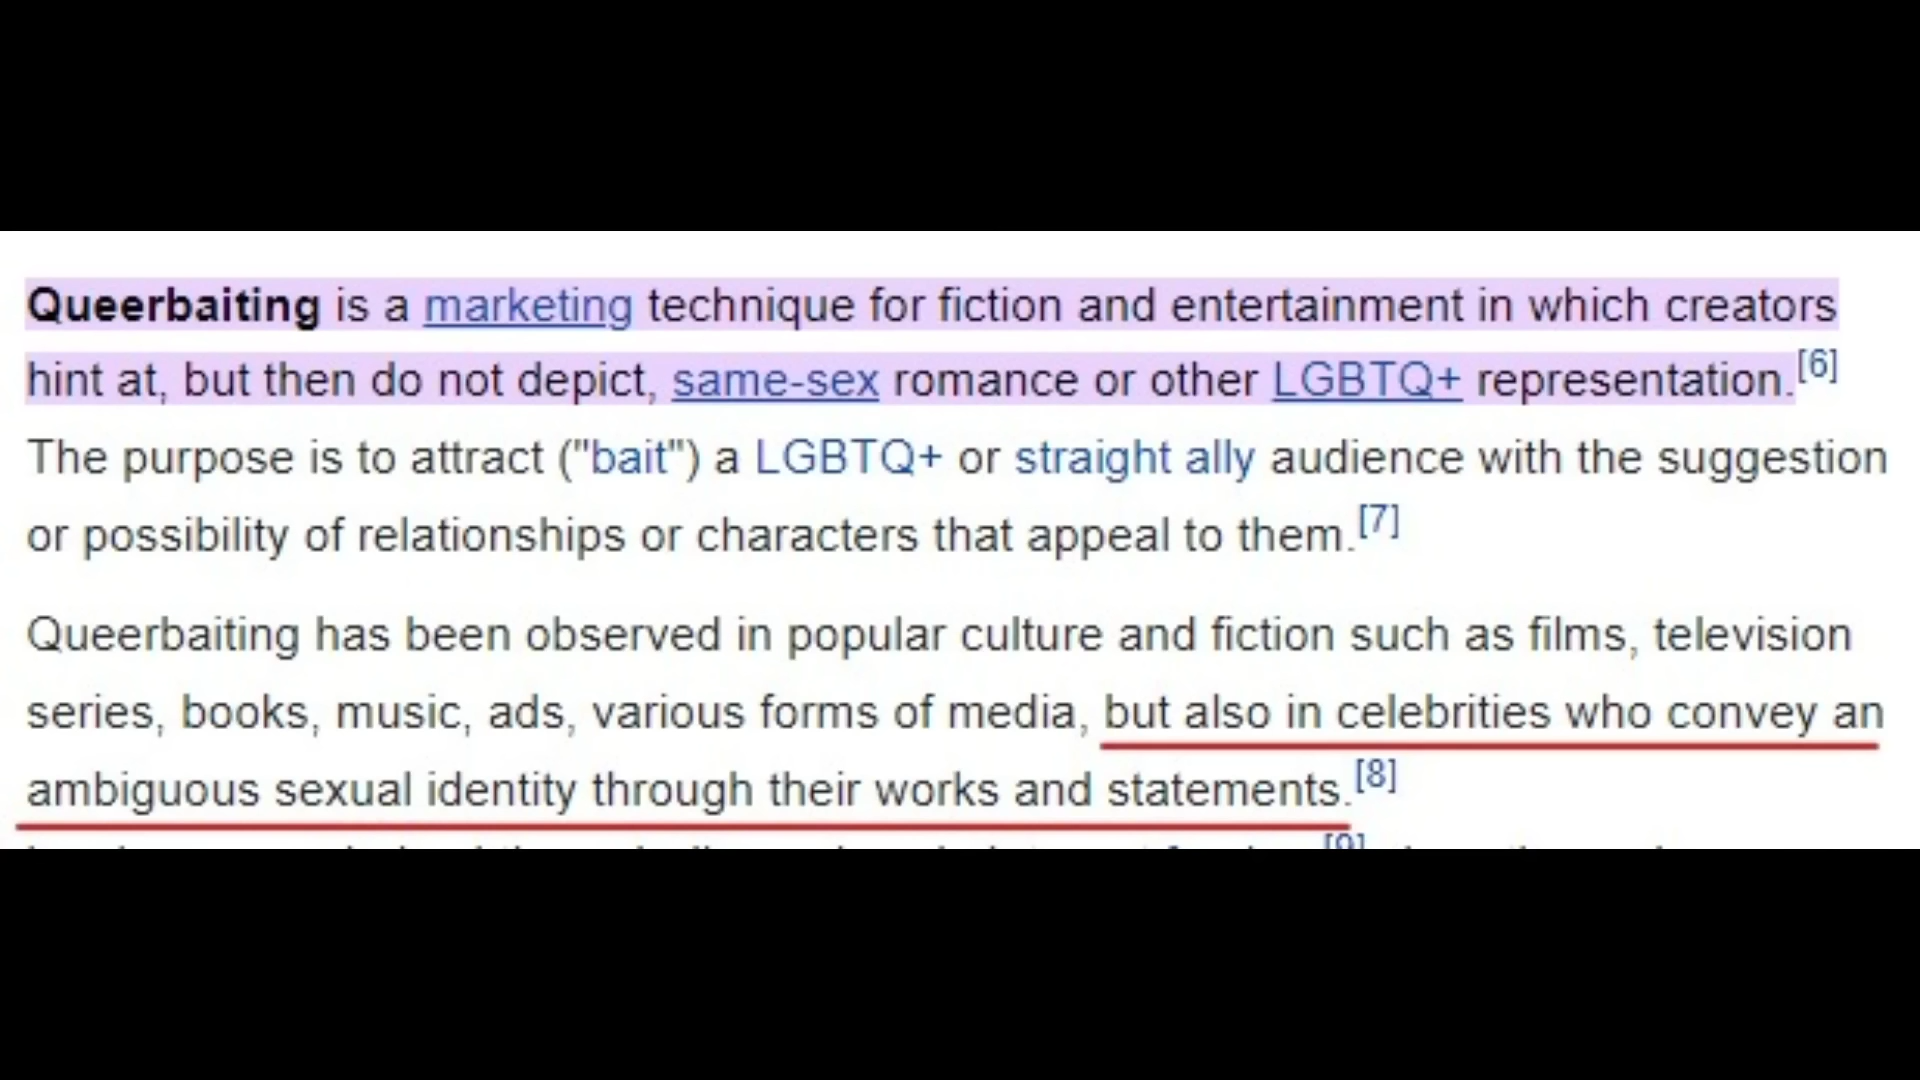 Queerbaiting is a marketing technique for fiction and entertainment in which creators
hint at, but then do not depict, same-sex romance or other LGBTQ+ representation.[6]
The purpose is to attract ("bait") a LGBTQ+ or straight ally audience with the suggestion
or possibility of relationships or characters that appeal to them.[7]
Queerbaiting has been observed in popular culture and fiction such as films, television
series, books, music, ads, various forms of media, but also in celebrities who convey an
ambiguous sexual identity through their works and statements.[8]
[9]